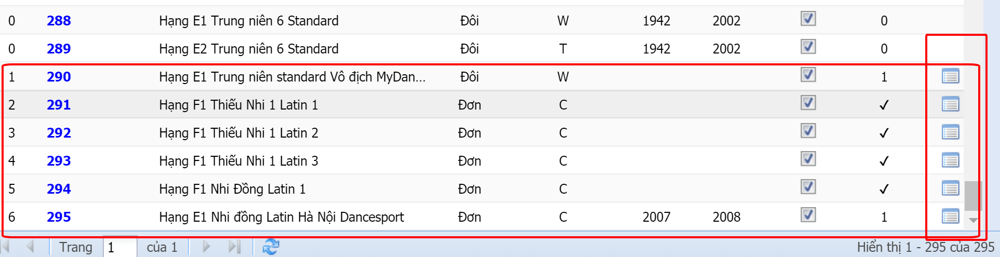 0 288 Hạng E1 Trung niên 6 Standard Đôi W 1942 2002 0
0 289 Hạng E2 Trung niên 6 Standard Đôi T 1942 2002 0
1 290 Hạng E1 Trung niên standard Vô địch MyDan... Đôi W 1
2 291 Hạng F1 Thiếu Nhi 1 Latin 1 Đơn C ✓
3 292 Hạng F1 Thiếu Nhi 1 Latin 2 Đơn C ✓
4 293 Hạng F1 Thiếu Nhi 1 Latin 3 Đơn C ✓
5 294 Hạng F1 Nhi Đồng Latin 1 Đơn C ✓
6 295 Hạng E1 Nhi đồng Latin Hà Nội Dancesport Đơn C 2007 2008 1
Trang 1 của 1 Hiển thị 1 - 295 của 295